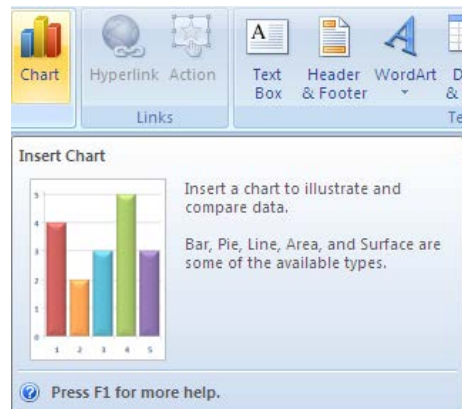 Chart
Hyperlink
Action
Text
Box
Header
& Footer
WordArt
D
&
Links
Te
Insert Chart
Insert a chart to illustrate and
compare data.
Bar, Pie, Line, Area, and Surface are
some of the available types.
5
4
3
2
1
0
1 2 3 4 5
Press F1 for more help.